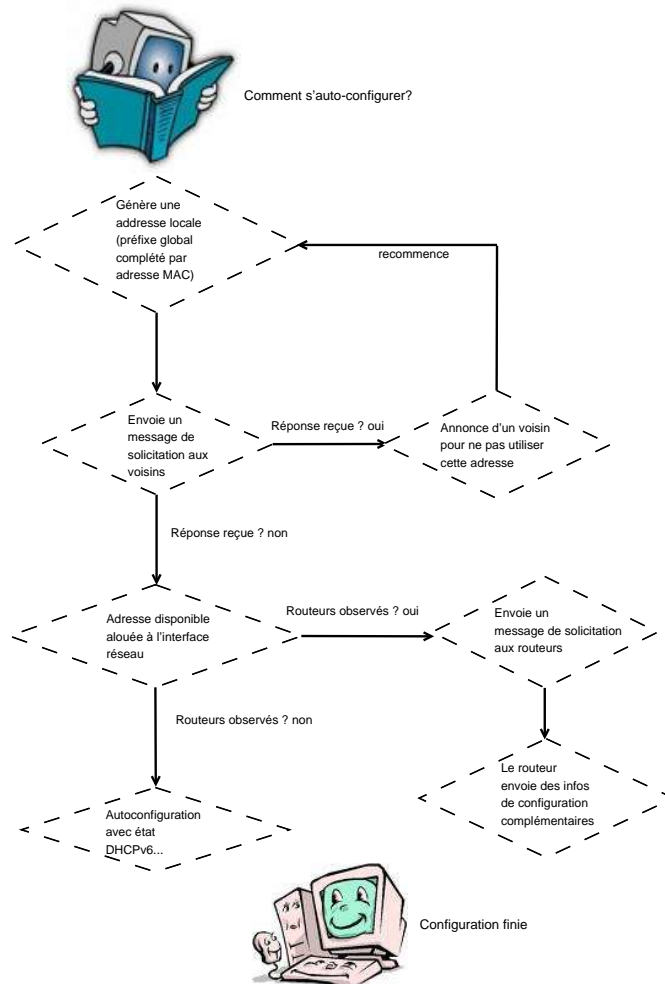 Comment s'auto-configurer?
Génère une
addresse locale
(préfixe global
complété par
adresse MAC)
recommence
Envoie un
message de
solicitation aux
voisins
Réponse reçue ? oui
Annonce d'un voisin
pour ne pas utiliser
cette adresse
Réponse reçue ? non
Adresse disponible
alouée à l'interface
réseau
Routeurs observés ? oui
Envoie un
message de solicitation
aux routeurs
Routeurs observés ? non
Le routeur
envoie des infos
de configuration
complémentaires
Autoconfiguration
avec état
DHCPv6...
Configuration finie